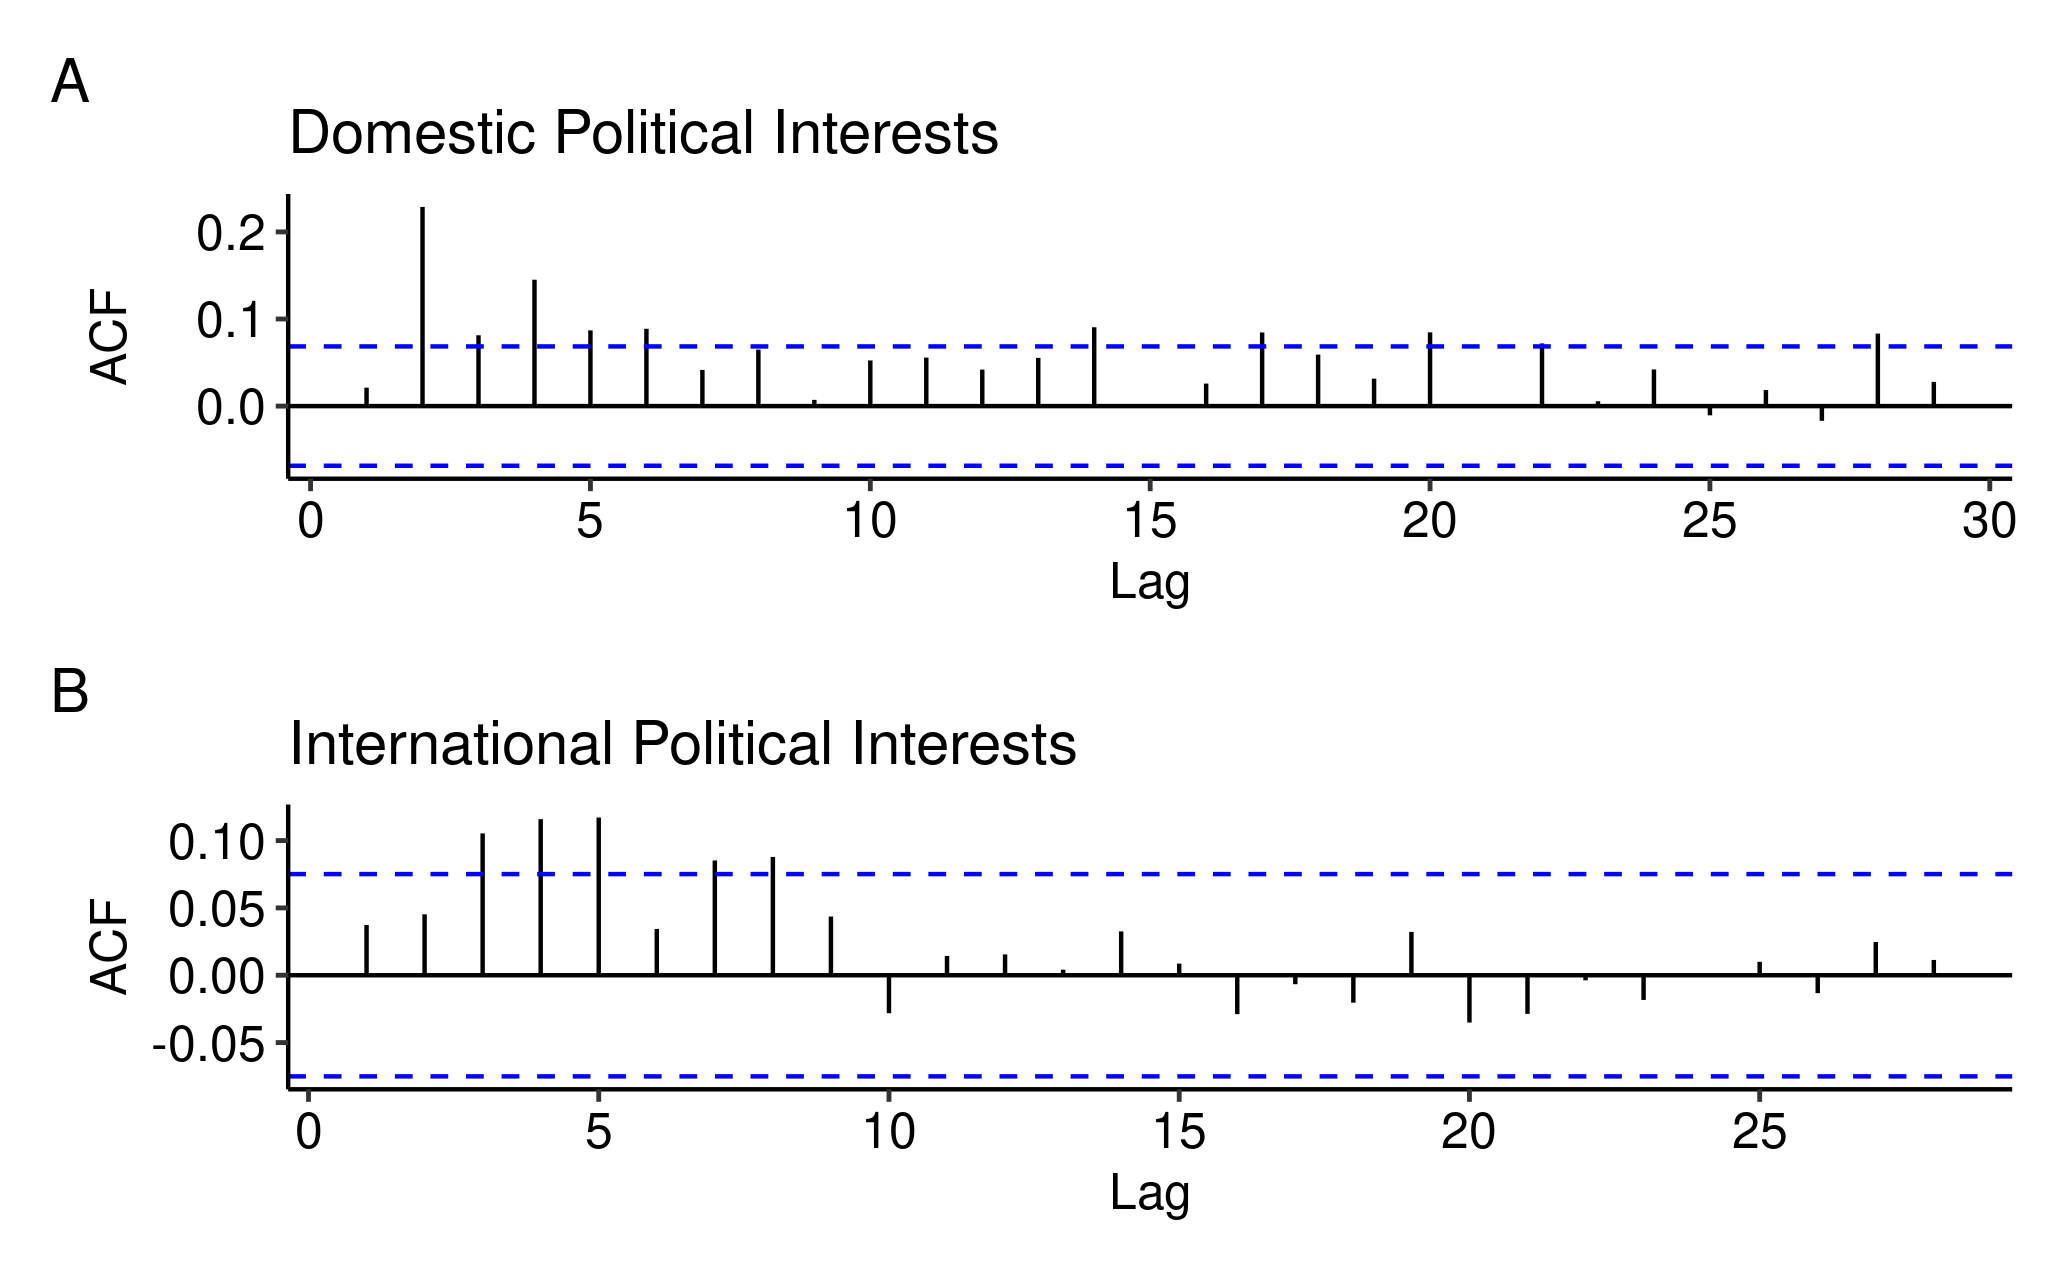 A
Domestic Political Interests
0.2
0.1
0.0
ACF
0 5 10 15 20 25 30
Lag
B
International Political Interests
0.10
0.05
0.00
-0.05
ACF
0 5 10 15 20 25
Lag